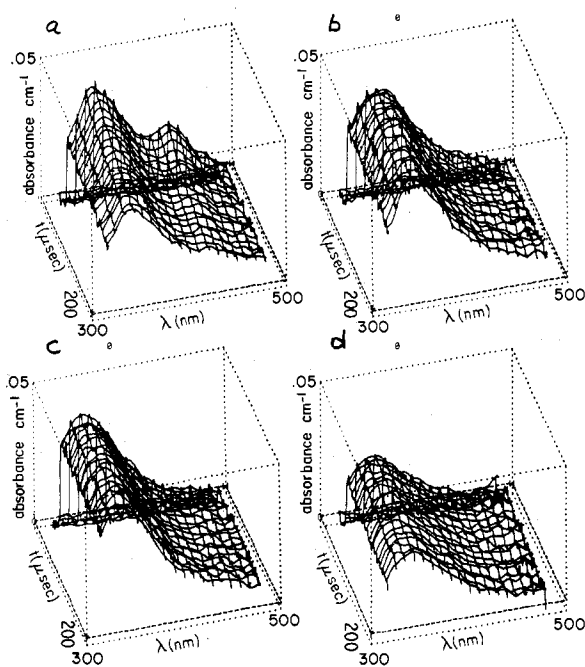 a
.05
absorbance cm⁻¹
t(μsec)
200
300
λ (nm)
500
b
e
.05
absorbance cm⁻¹
t(μsec)
200
300
λ (nm)
500
c
e
.05
absorbance cm⁻¹
t(μsec)
200
300
λ (nm)
500
d
e
.05
absorbance cm⁻¹
t(μsec)
200
300
λ (nm)
500